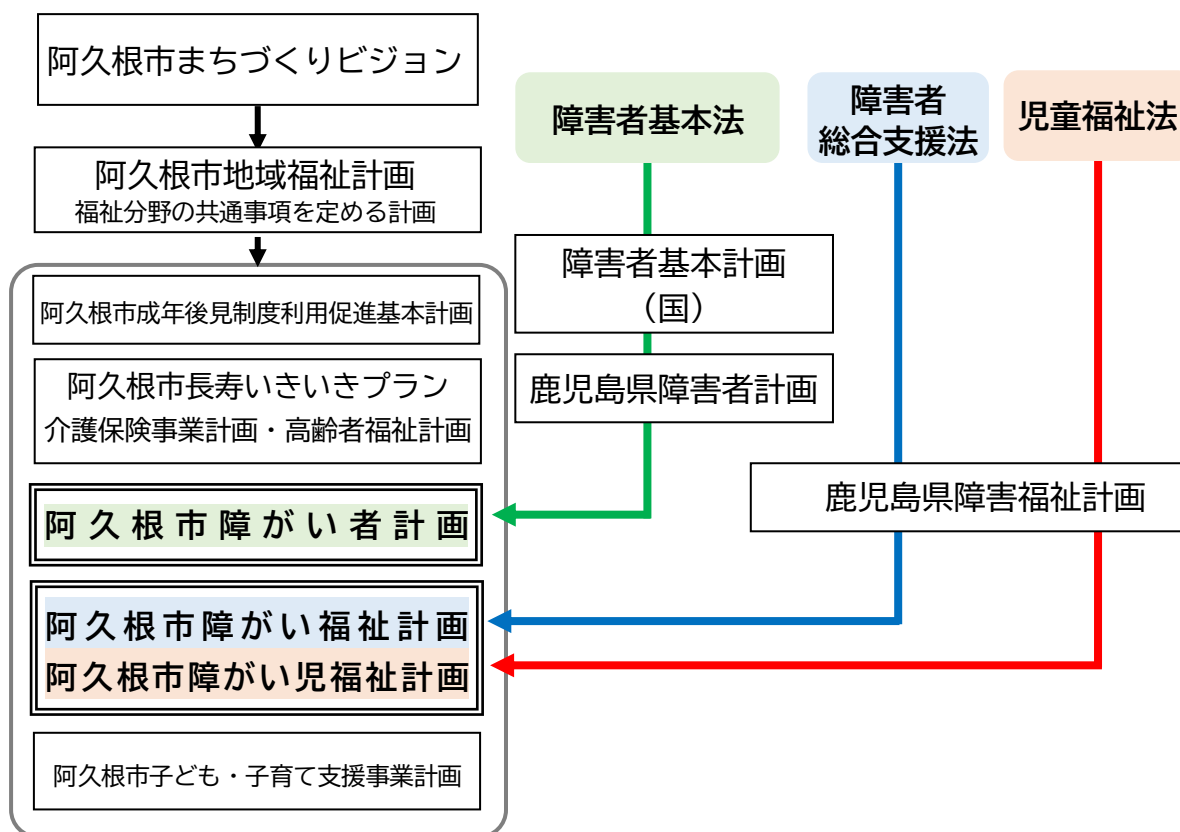 阿久根市まちづくりビジョン
阿久根市地域福祉計画
福祉分野の共通事項を定める計画
阿久根市成年後見制度利用促進基本計画
阿久根市長寿いきいきプラン
介護保険事業計画・高齢者福祉計画
阿久根市障がい者計画
阿久根市障がい福祉計画
阿久根市障がい児福祉計画
阿久根市子ども・子育て支援事業計画
障害者基本法
障害者基本計画
（国）
鹿児島県障害者計画
障害者
総合支援法
児童福祉法
鹿児島県障害福祉計画